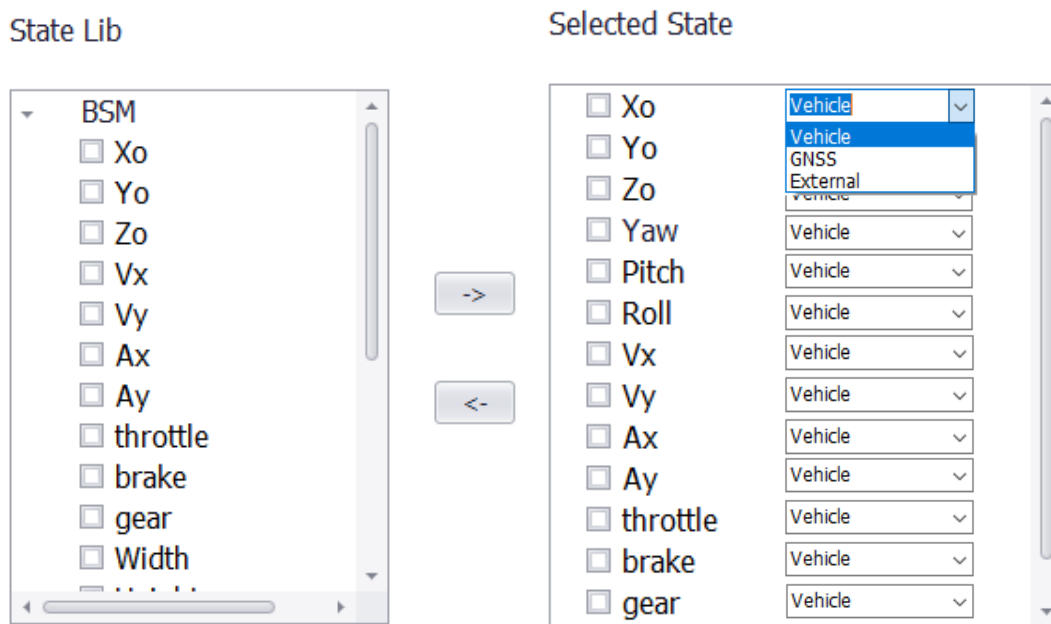 State Lib
BSM
Xo
Yo
Zo
Vx
Vy
Ax
Ay
throttle
brake
gear
Width
->
<-
Selected State
Xo Vehicle
Vehicle
GNSS
External
Yo
Zo
Yaw Vehicle
Pitch Vehicle
Roll Vehicle
Vx Vehicle
Vy Vehicle
Ax Vehicle
Ay Vehicle
throttle Vehicle
brake Vehicle
gear Vehicle